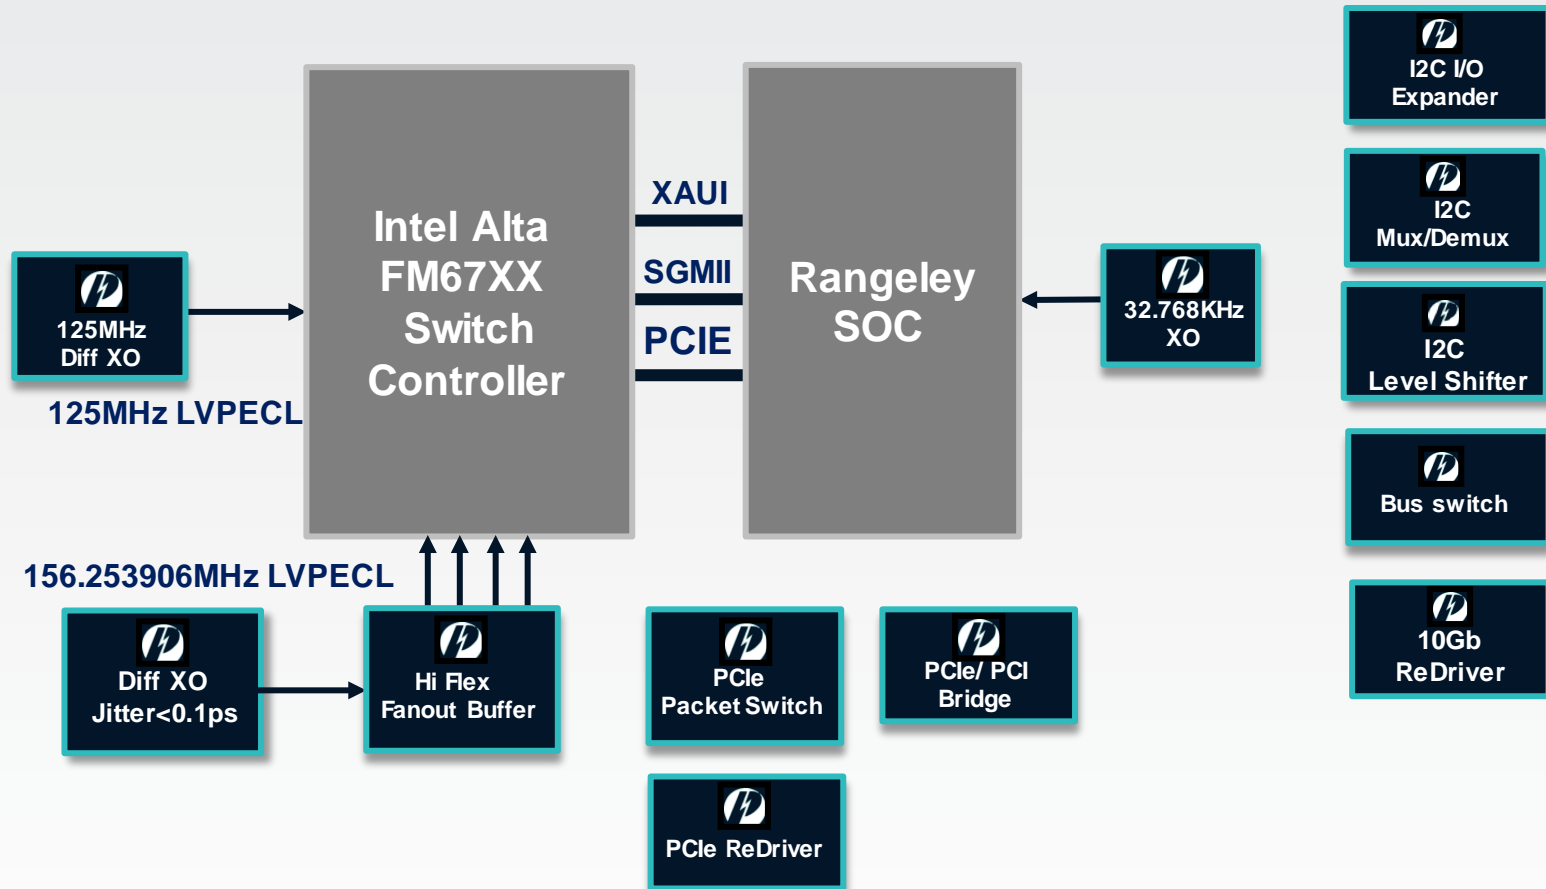 I2C I/O
Expander
I2C
Mux/Demux
XAUI
Intel Alta
FM67XX
Switch
Controller
SGMII
Rangeley
SOC
125MHz
Diff XO
PCIE
32.768KHz
XO
I2C
Level Shifter
125MHz LVPECL
Bus switch
156.253906MHz LVPECL
Diff XO
Jitter<0.1ps
Hi Flex
Fanout Buffer
PCIe
Packet Switch
PCIe/ PCI
Bridge
10Gb
ReDriver
PCIe ReDriver